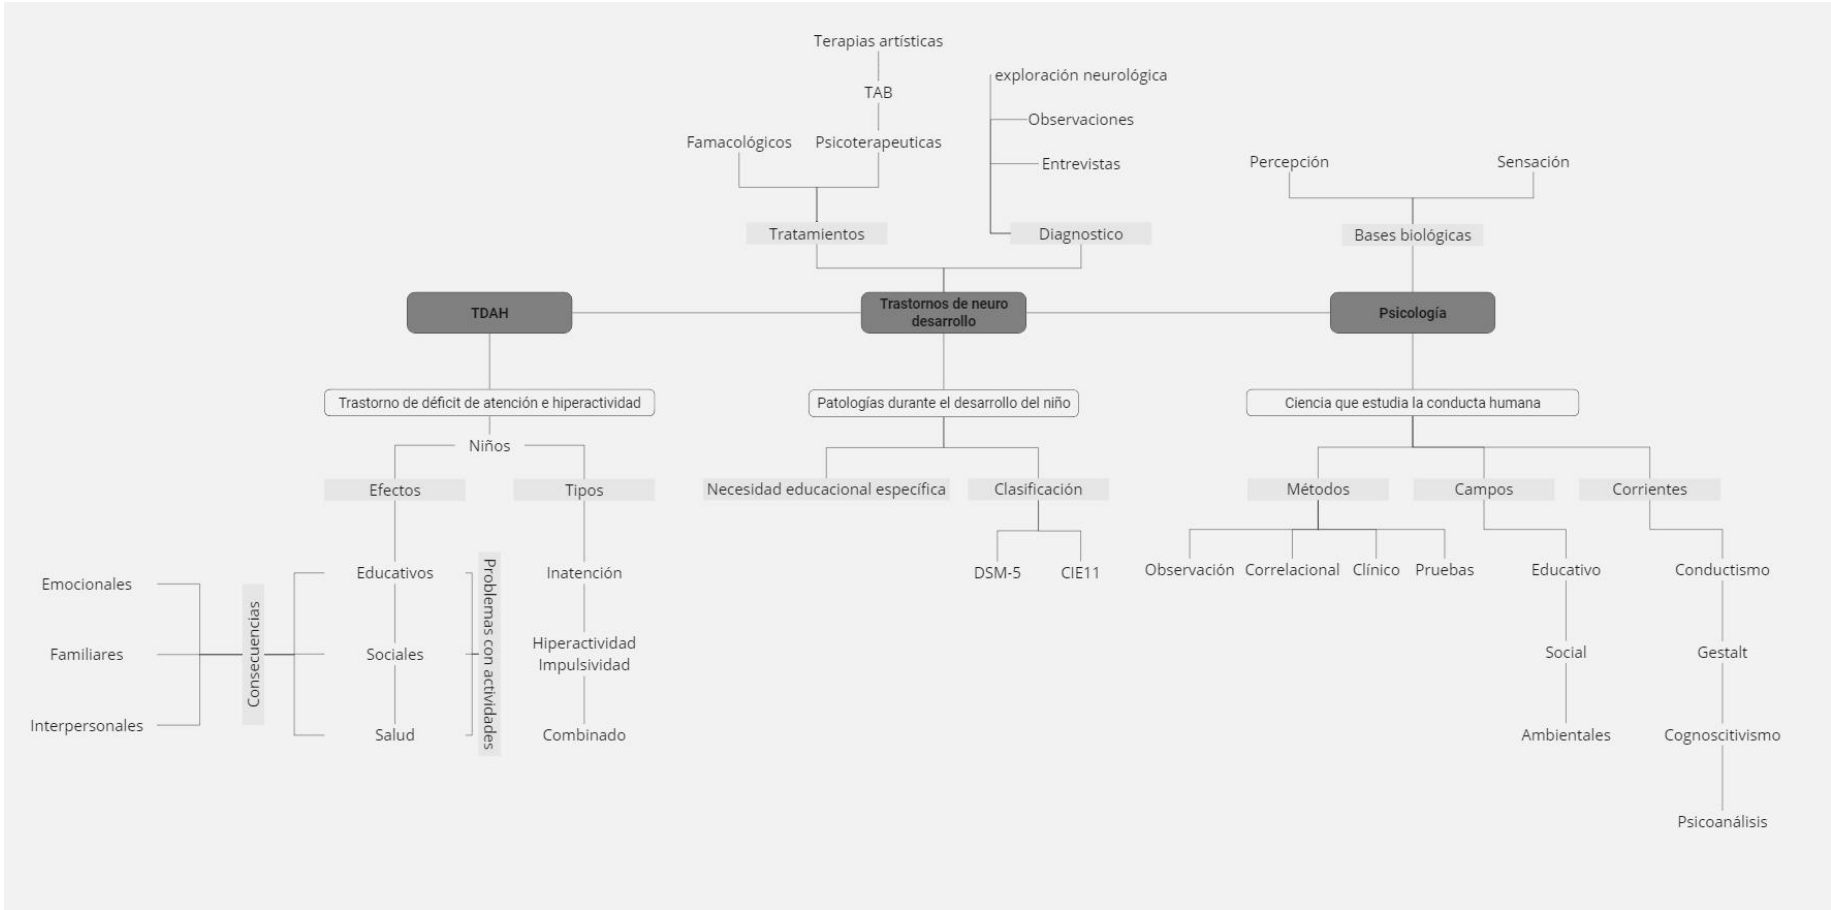 Terapias artísticas
exploración neurológica
TAB
Observaciones
Famacológicos
Psicoterapeuticas
Entrevistas
Percepción
Sensación
Tratamientos
Diagnostico
Bases biológicas
TDAH
Trastornos de neuro
desarrollo
Psicología
Trastorno de déficit de atención e hiperactividad
Patologías durante el desarrollo del niño
Ciencia que estudia la conducta humana
Niños
Efectos
Tipos
Necesidad educacional específica
Clasificación
Métodos
Campos
Corrientes
Emocionales
Familiares
Interpersonales
Consecuencias
Educativos
Sociales
Salud
Problemas con actividades
Inatención
Hiperactividad
Impulsividad
Combinado
DSM-5
CIE11
Observación
Correlacional
Clínico
Pruebas
Educativo
Social
Ambientales
Conductismo
Gestalt
Cognoscitivismo
Psicoanálisis